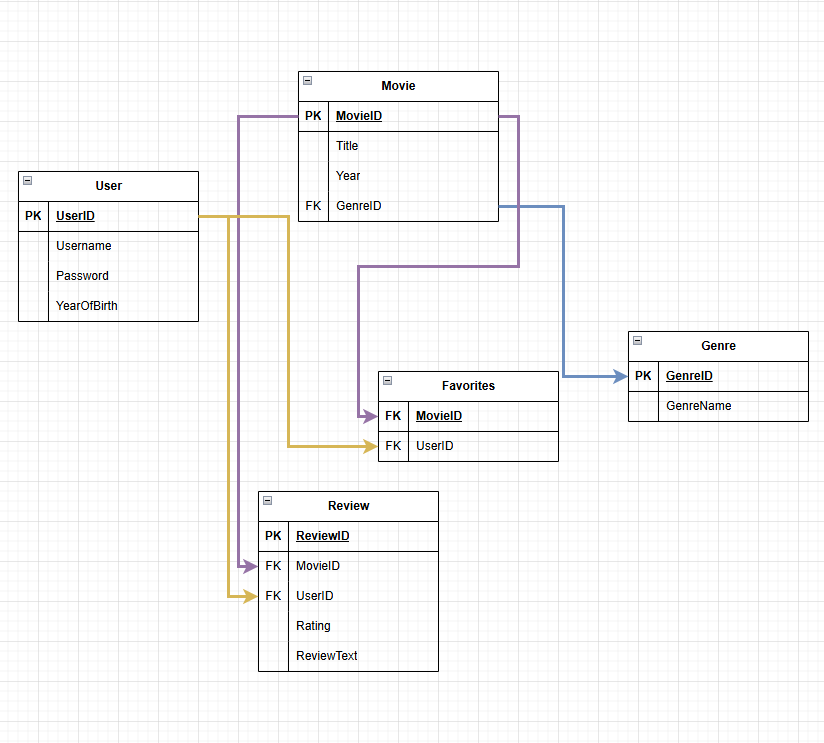 Movie
PK MovieID
Title
Year
FK GenreID
User
PK UserID
Username
Password
YearOfBirth
Genre
PK GenreID
GenreName
Favorites
FK MovieID
FK UserID
Review
PK ReviewID
FK MovieID
FK UserID
Rating
ReviewText